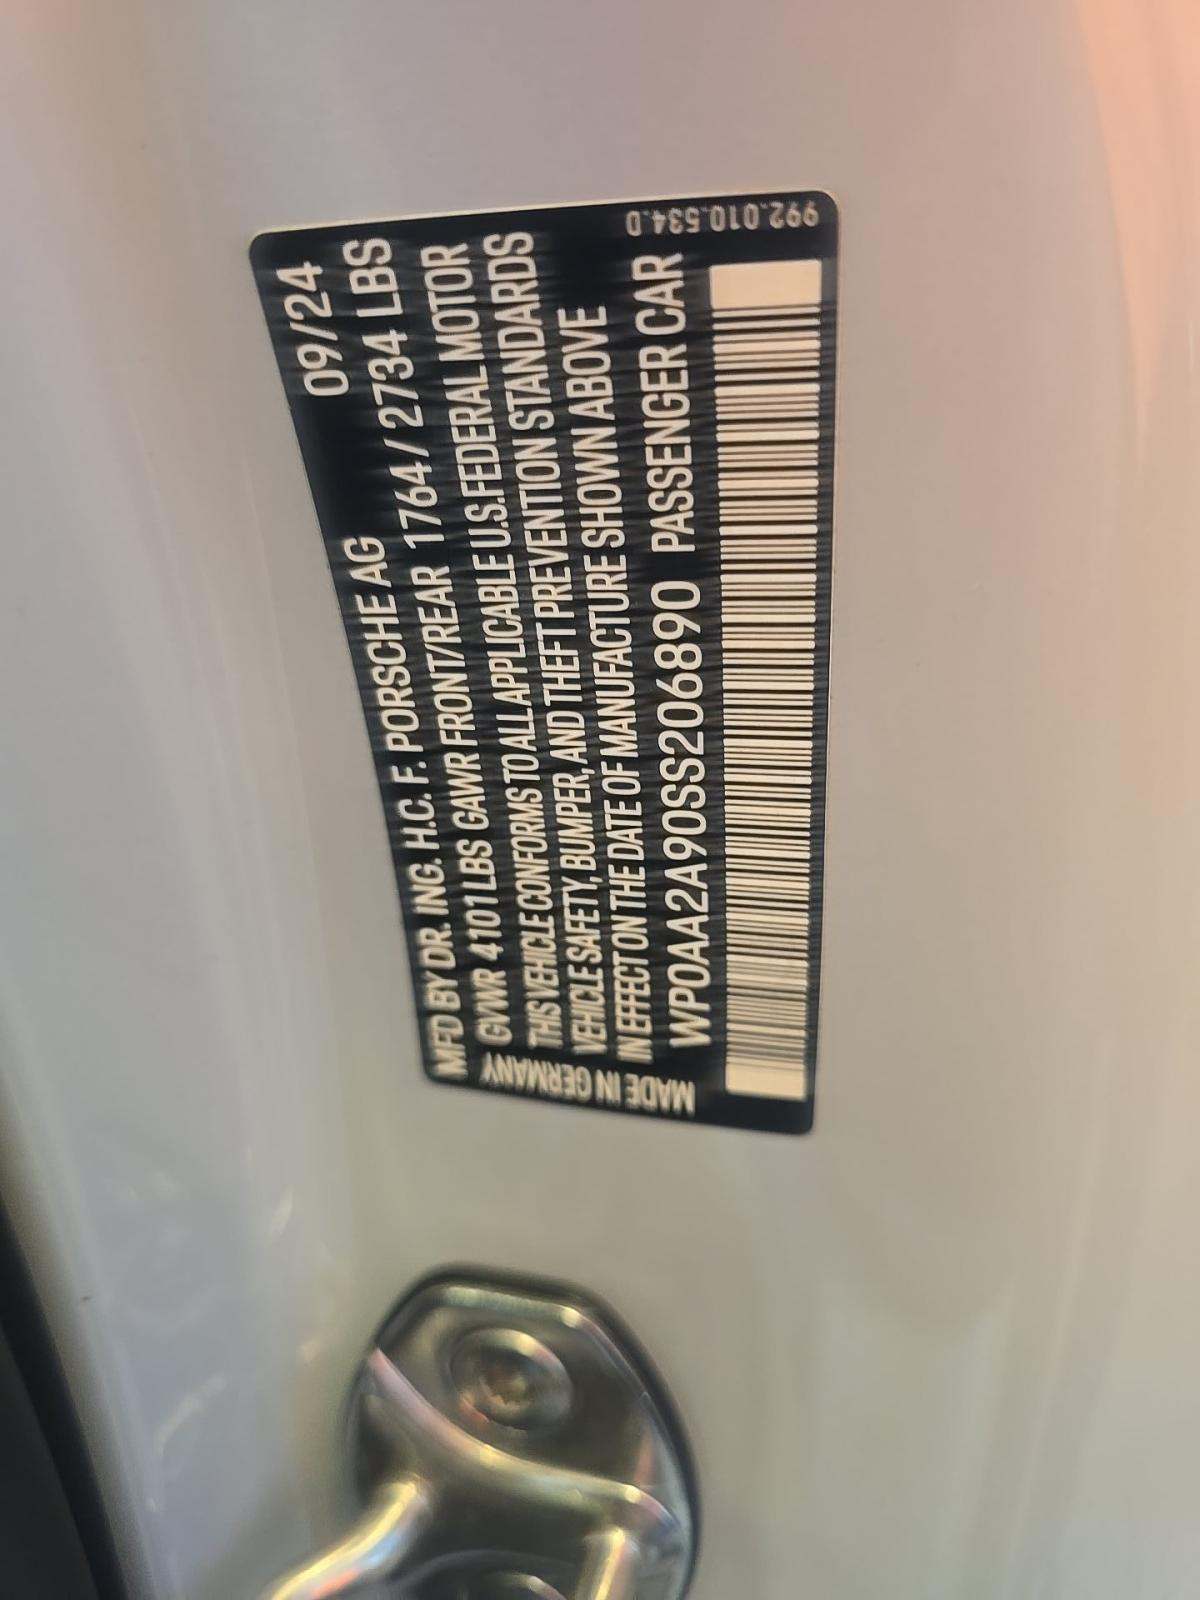 MFD BY DR. ING. H.C. F. PORSCHE AG 09/24
GVWR 4101 LBS GAWR FRONT/REAR 1764 / 2734 LBS
THIS VEHICLE CONFORMS TO ALL APPLICABLE U.S. FEDERAL MOTOR
VEHICLE SAFETY, BUMPER, AND THEFT PREVENTION STANDARDS
IN EFFECT ON THE DATE OF MANUFACTURE SHOWN ABOVE
WP0AA2A90SS206890 PASSENGER CAR
MADE IN GERMANY
992.010.534.D